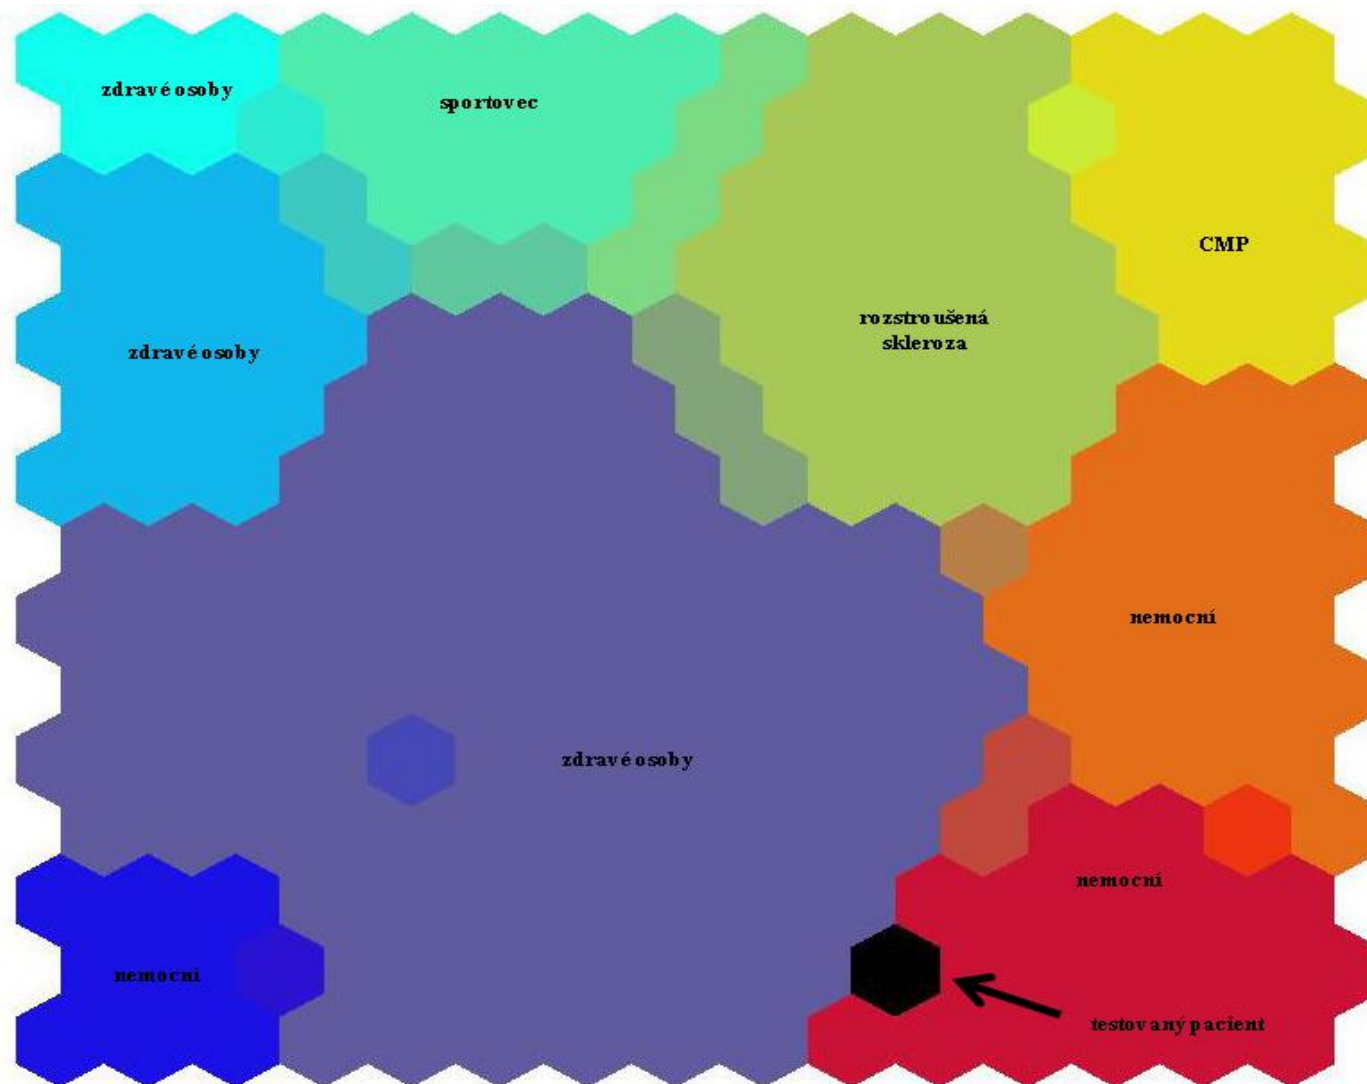 zdravé osoby
sportovec
CMP
rozstroušená
skleroza
zdravé osoby
nemocní
zdravé osoby
nemocní
nemocní
testovaný pacient